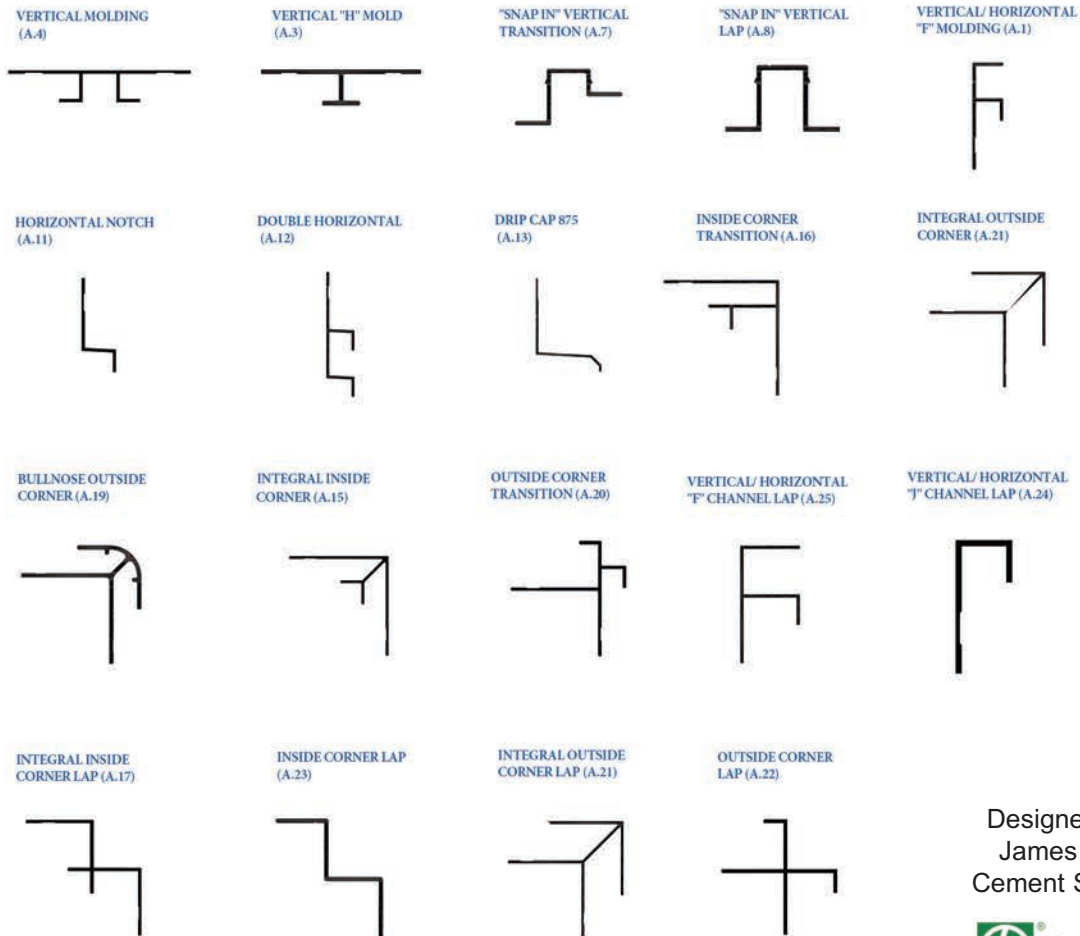 VERTICAL MOLDING
(A.4)
VERTICAL "H" MOLD
(A.3)
"SNAP IN" VERTICAL
TRANSITION (A.7)
"SNAP IN" VERTICAL
LAP (A.8)
VERTICAL/ HORIZONTAL
"F" MOLDING (A.1)
HORIZONTAL NOTCH
(A.11)
DOUBLE HORIZONTAL
(A.12)
DRIP CAP 875
(A.13)
INSIDE CORNER
TRANSITION (A.16)
INTEGRAL OUTSIDE
CORNER (A.21)
BULLNOSE OUTSIDE
CORNER (A.19)
INTEGRAL INSIDE
CORNER (A.15)
OUTSIDE CORNER
TRANSITION (A.20)
VERTICAL/ HORIZONTAL
"F" CHANNEL LAP (A.25)
VERTICAL/ HORIZONTAL
"J" CHANNEL LAP (A.24)
INTEGRAL INSIDE
CORNER LAP (A.17)
INSIDE CORNER LAP
(A.23)
INTEGRAL OUTSIDE
CORNER LAP (A.21)
OUTSIDE CORNER
LAP (A.22)
Designe
James
Cement S
®